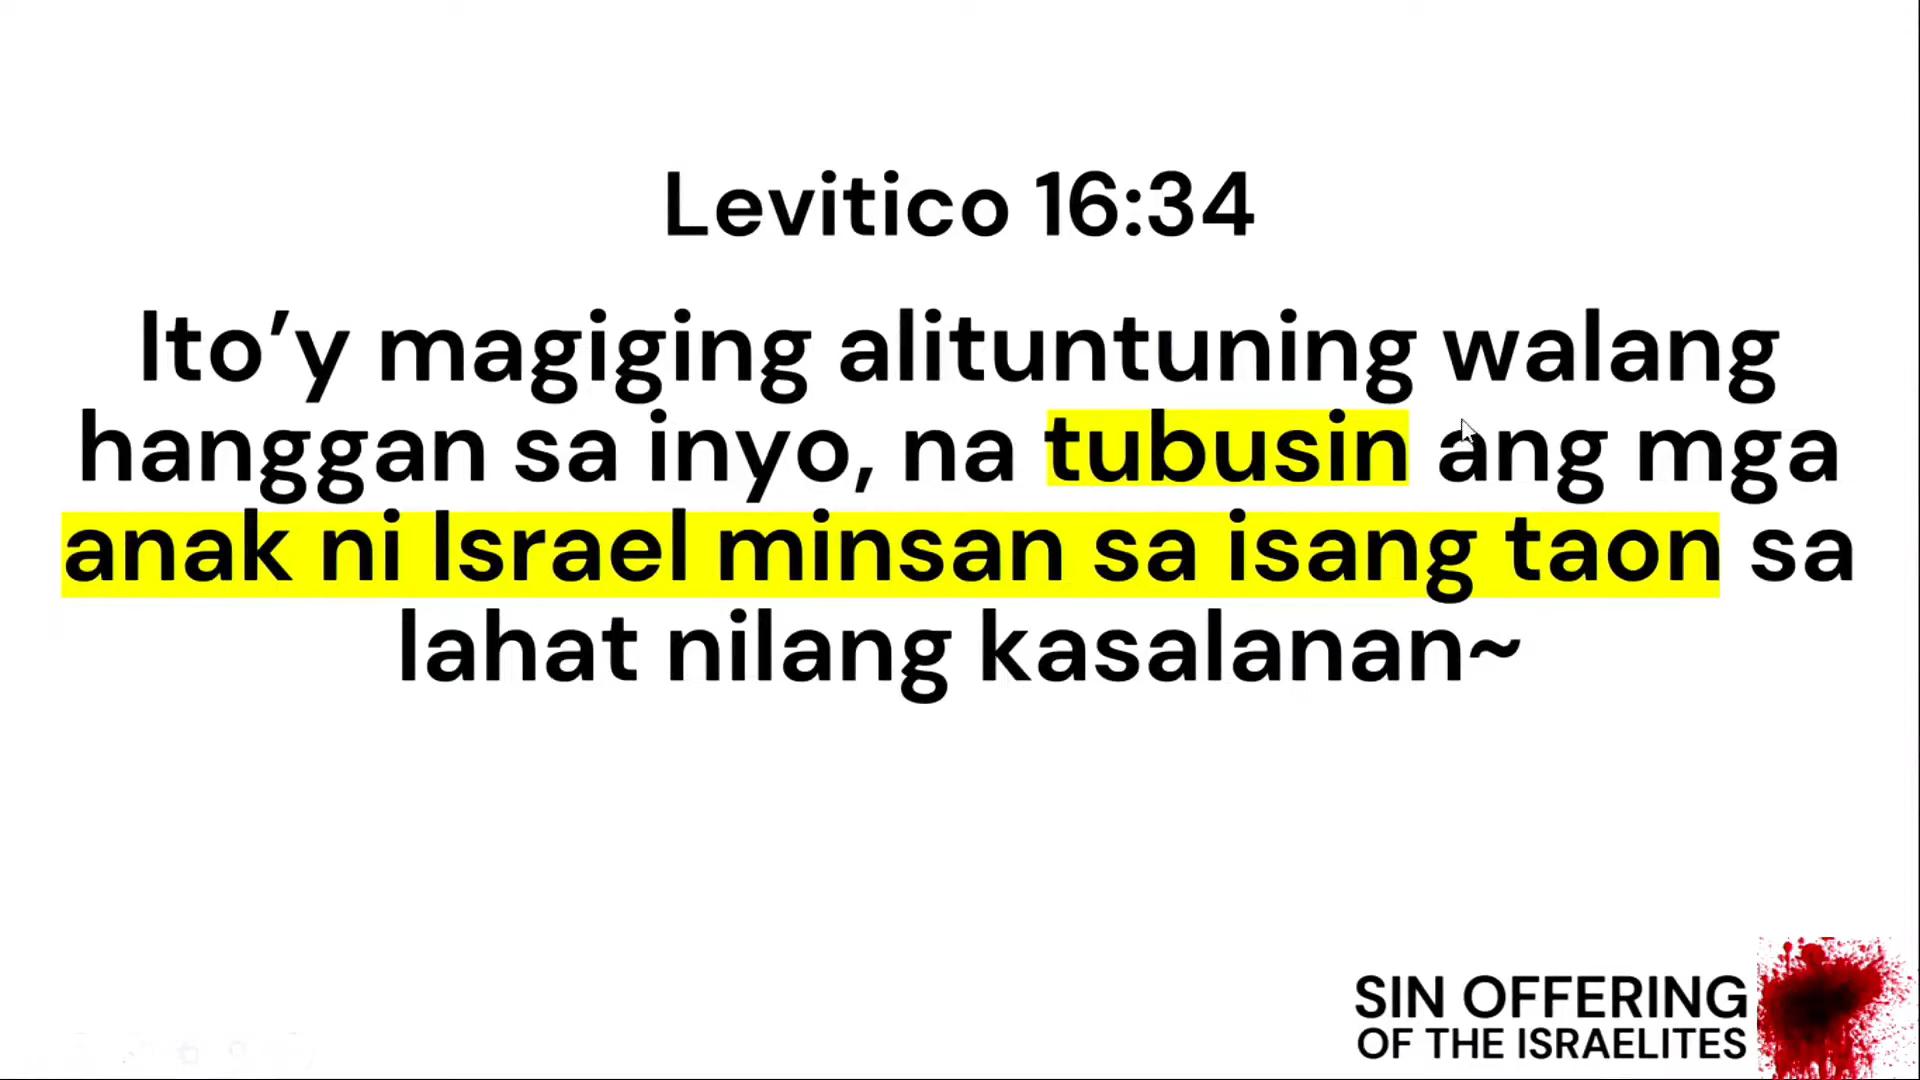 Levitico 16:34
Ito’y magiging alituntuning walang
hanggan sa inyo, na tubusin ang mga
anak ni Israel minsan sa isang taon sa
lahat nilang kasalanan~
SIN OFFERING
OF THE ISRAELITES